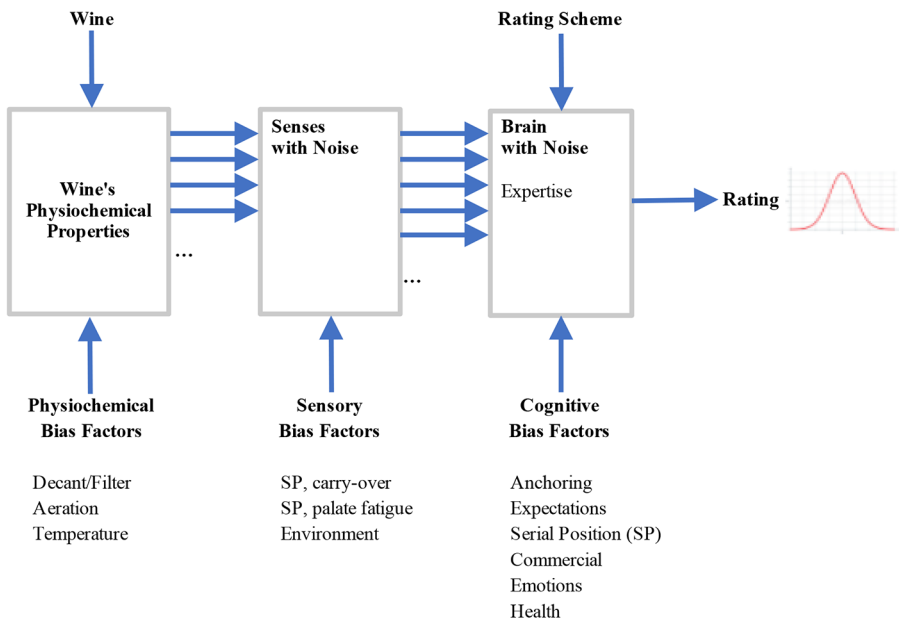 Wine
Rating Scheme
Wine's
Physiochemical
Properties
...
Senses
with Noise
...
Brain
with Noise
Expertise
Rating
Physiochemical
Bias Factors
Decant/Filter
Aeration
Temperature
Sensory
Bias Factors
SP, carry-over
SP, palate fatigue
Environment
Cognitive
Bias Factors
Anchoring
Expectations
Serial Position (SP)
Commercial
Emotions
Health